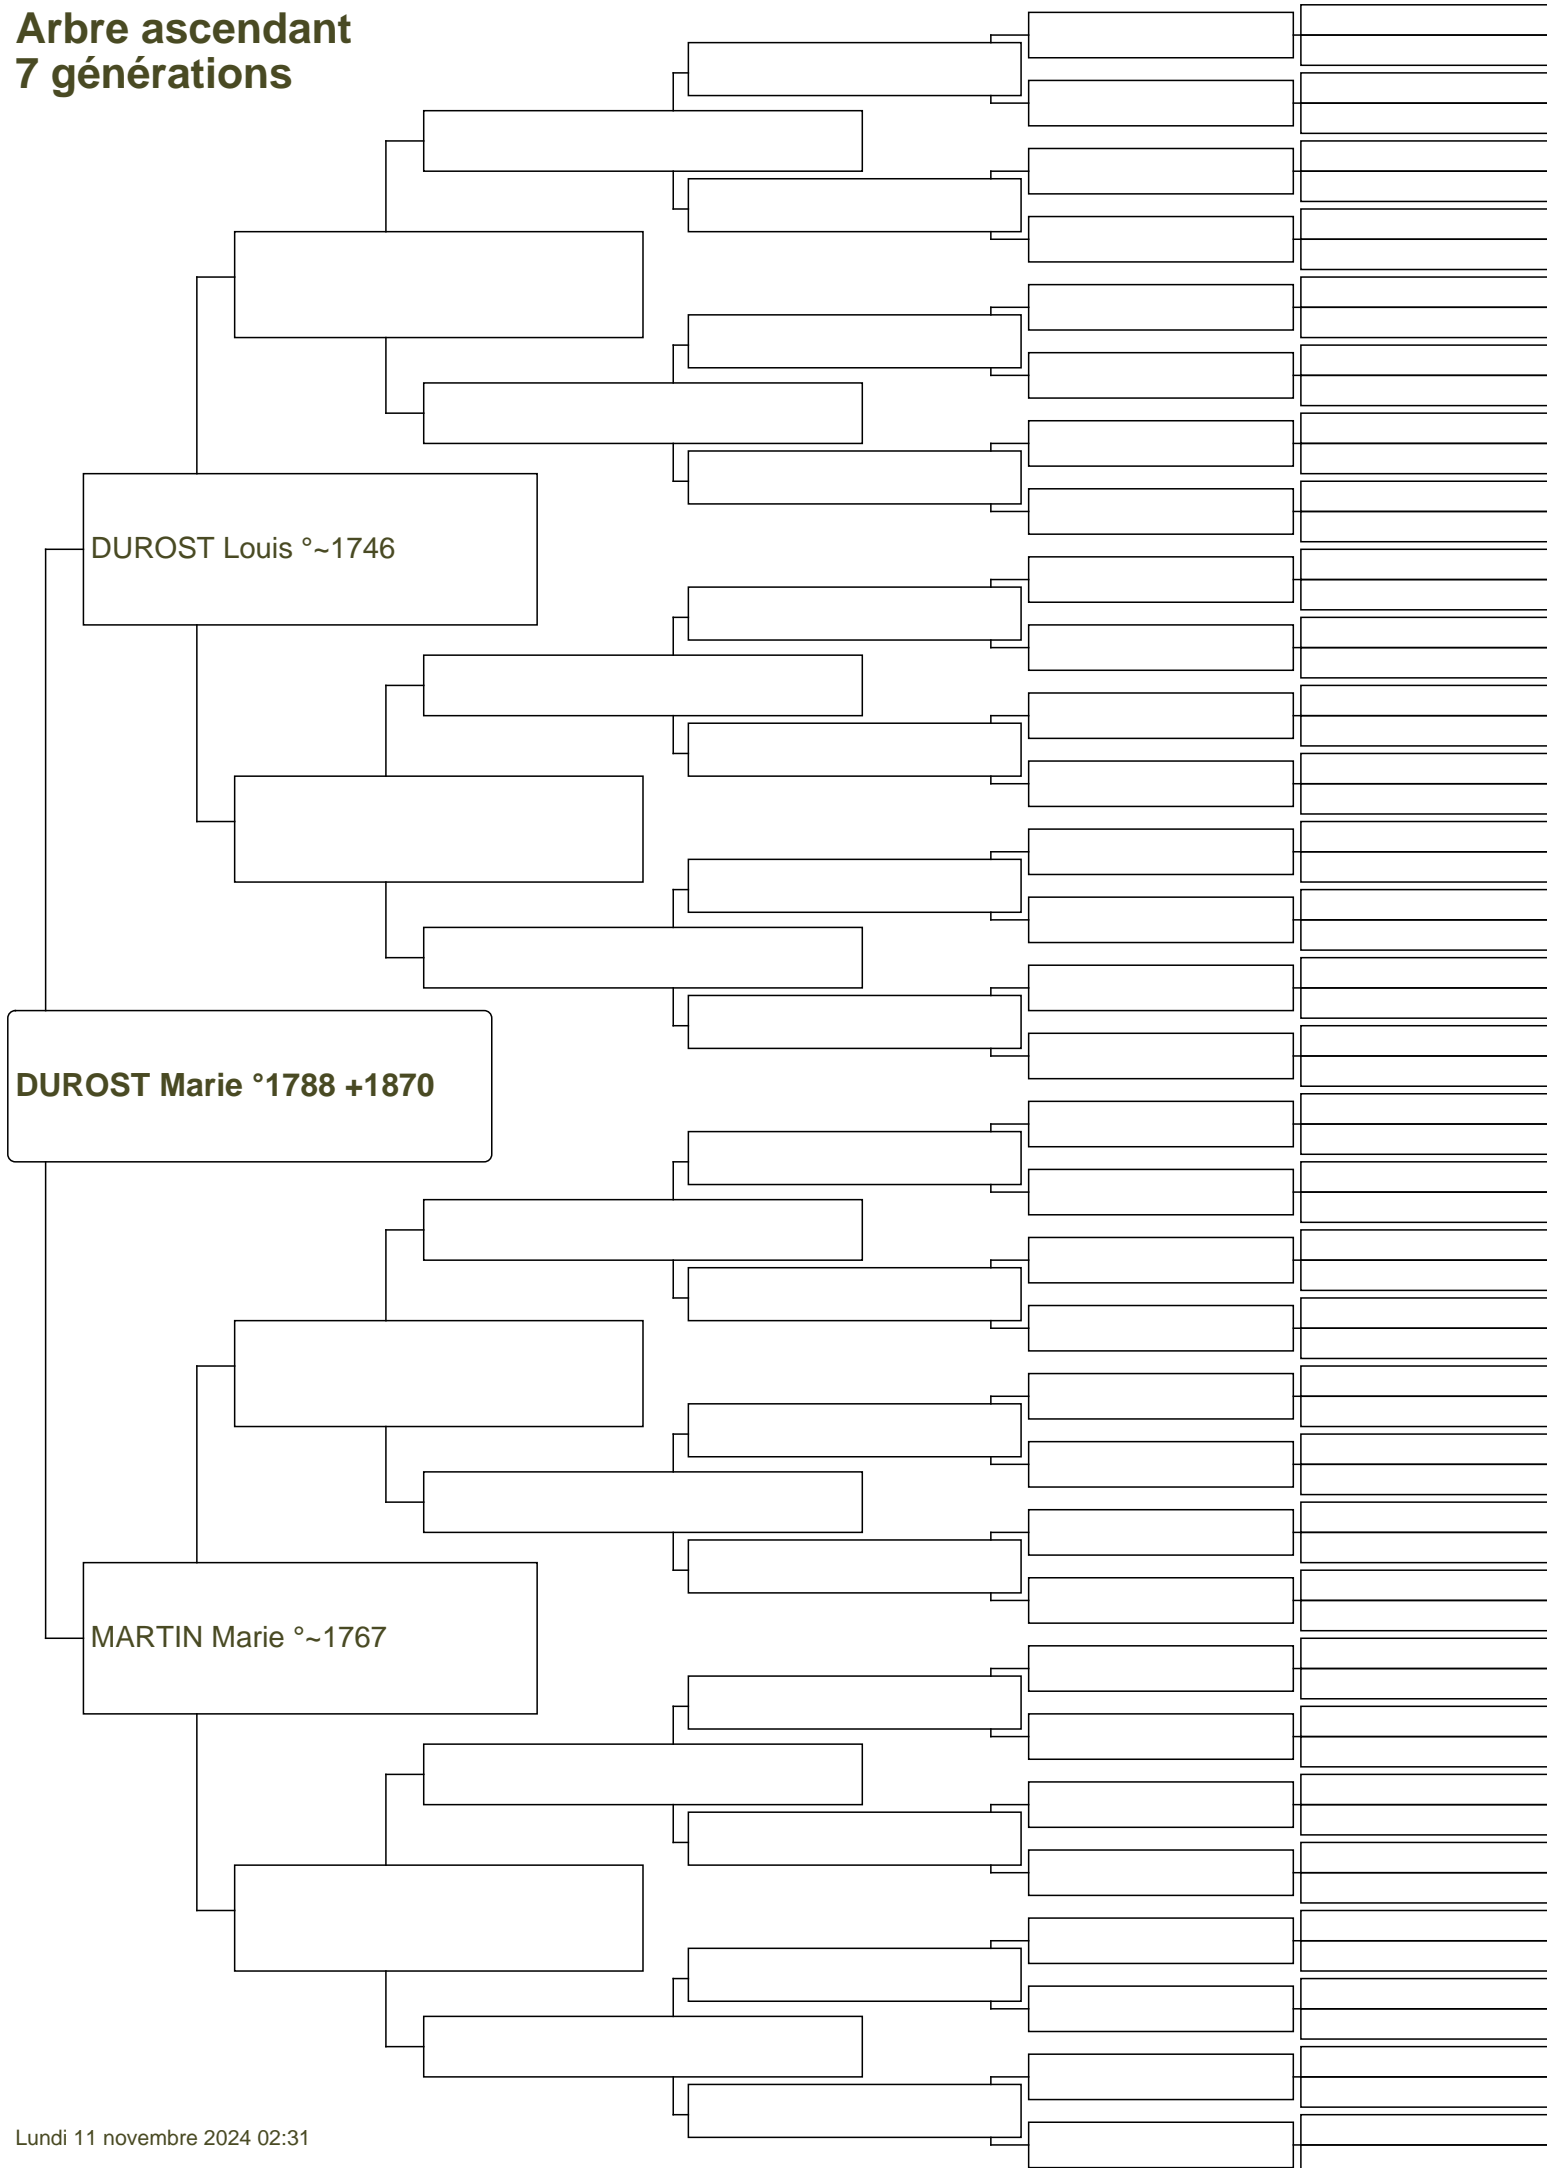 Arbre ascendant
7 générations
DUROST Louis °~1746
DUROST Marie °1788 +1870
MARTIN Marie °~1767
Lundi 11 novembre 2024 02:31